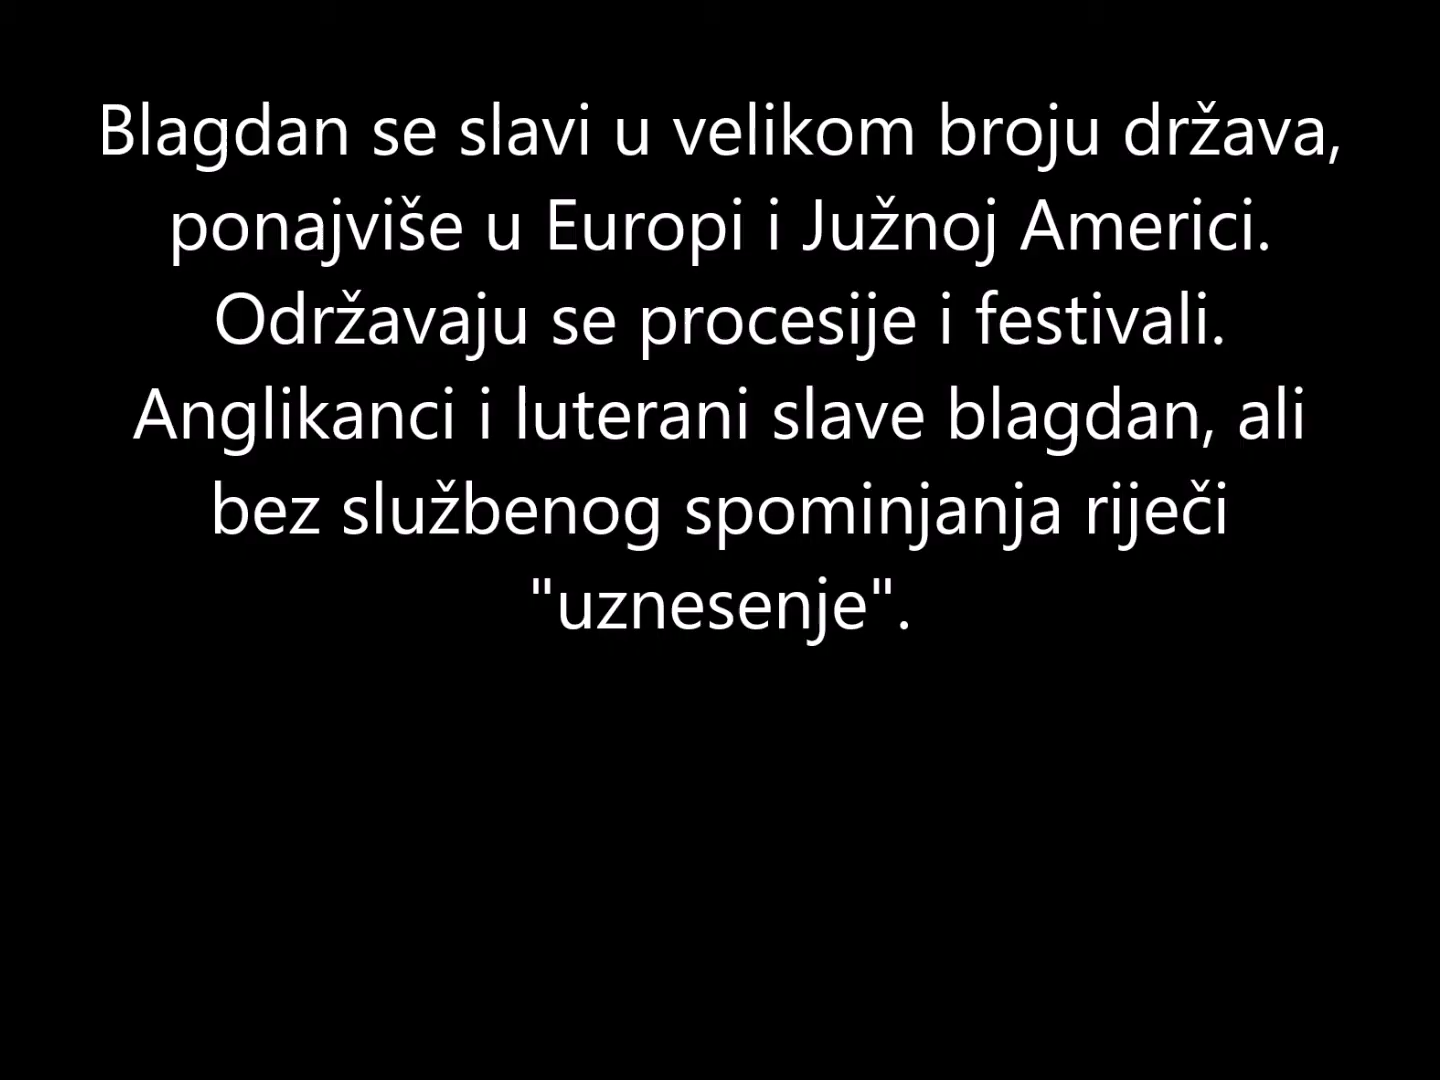 Blagdan se slavi u velikom broju država,
ponajviše u Europi i Južnoj Americi.
Održavaju se procesije i festivali.
Anglikanci i luterani slave blagdan, ali
bez službenog spominjanja riječi
"uznesenje".